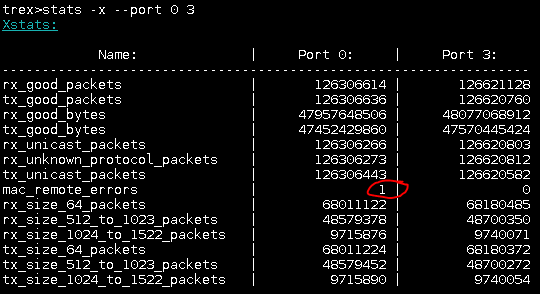 trex>stats -x --port 0 3
Xstats:
Name: | Port 0: | Port 3:
--------------------------------------------------------------------------
rx_good_packets | 126306614 | 126621128
tx_good_packets | 126306636 | 126620760
rx_good_bytes | 47957648506 | 48077068912
tx_good_bytes | 47452429860 | 47570445424
rx_unicast_packets | 126306266 | 126620803
rx_unknown_protocol_packets | 126306273 | 126620812
tx_unicast_packets | 126306443 | 126620582
mac_remote_errors | 1 | 0
rx_size_64_packets | 68011122 | 68180485
rx_size_512_to_1023_packets | 48579378 | 48700350
rx_size_1024_to_1522_packets | 9715876 | 9740071
tx_size_64_packets | 68011224 | 68180372
tx_size_512_to_1023_packets | 48579452 | 48700272
tx_size_1024_to_1522_packets | 9715890 | 9740054